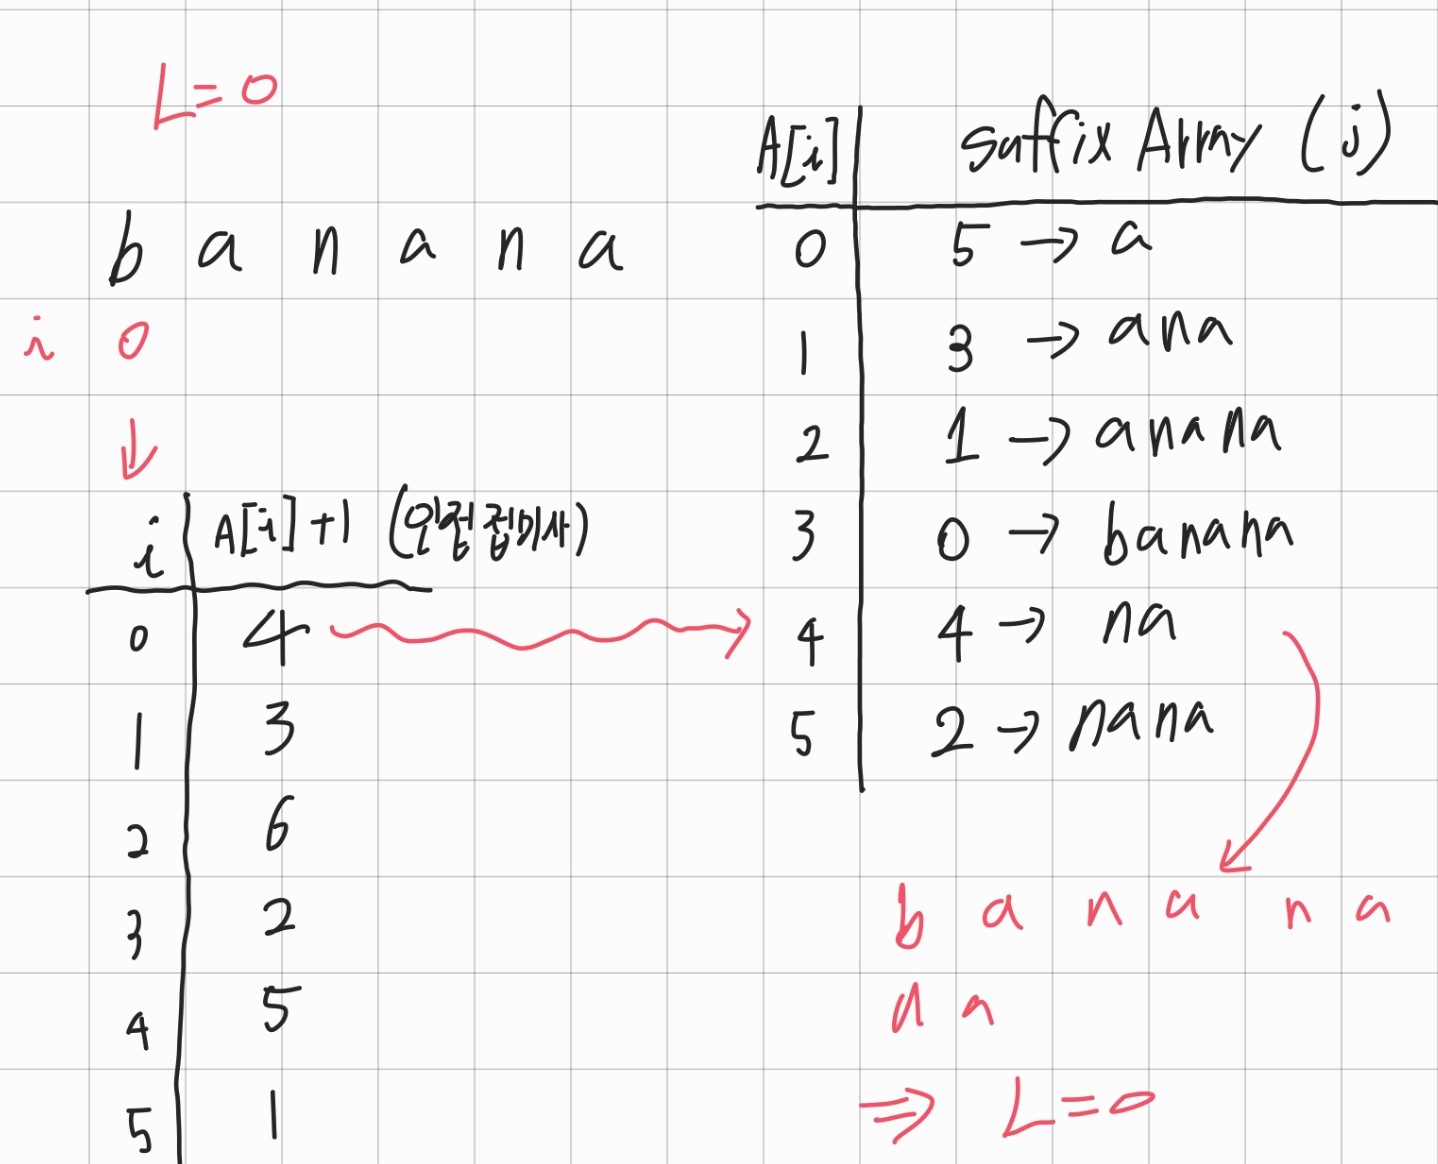 L=0
b a n a n a
i 0
↓
i A[i]+1 (인접접미사)
0 4
1 3
2 6
3 2
4 5
5 1
A[i] Suffix Array (j)
0 5 → a
1 3 → ana
2 1 → anana
3 0 → banana
4 4 → na
5 2 → nana
b a n a n a
n a
⇒ L=0